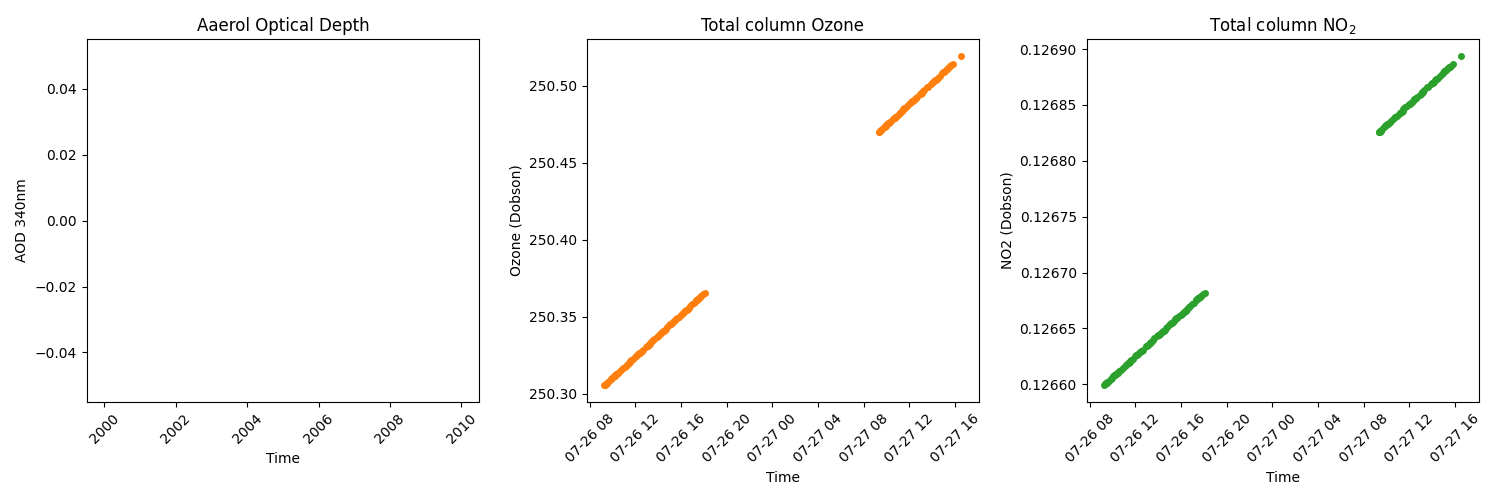 Aaerol Optical Depth
AOD 340nm
0.04
0.02
0.00
−0.02
−0.04
2000 2002 2004 2006 2008 2010
Time
Total column Ozone
Ozone (Dobson)
250.50
250.45
250.40
250.35
250.30
07-26 08 07-26 12 07-26 16 07-26 20 07-27 00 07-27 04 07-27 08 07-27 12 07-27 16
Time
Total column NO₂
NO2 (Dobson)
0.12690
0.12685
0.12680
0.12675
0.12670
0.12665
0.12660
07-26 08 07-26 12 07-26 16 07-26 20 07-27 00 07-27 04 07-27 08 07-27 12 07-27 16
Time